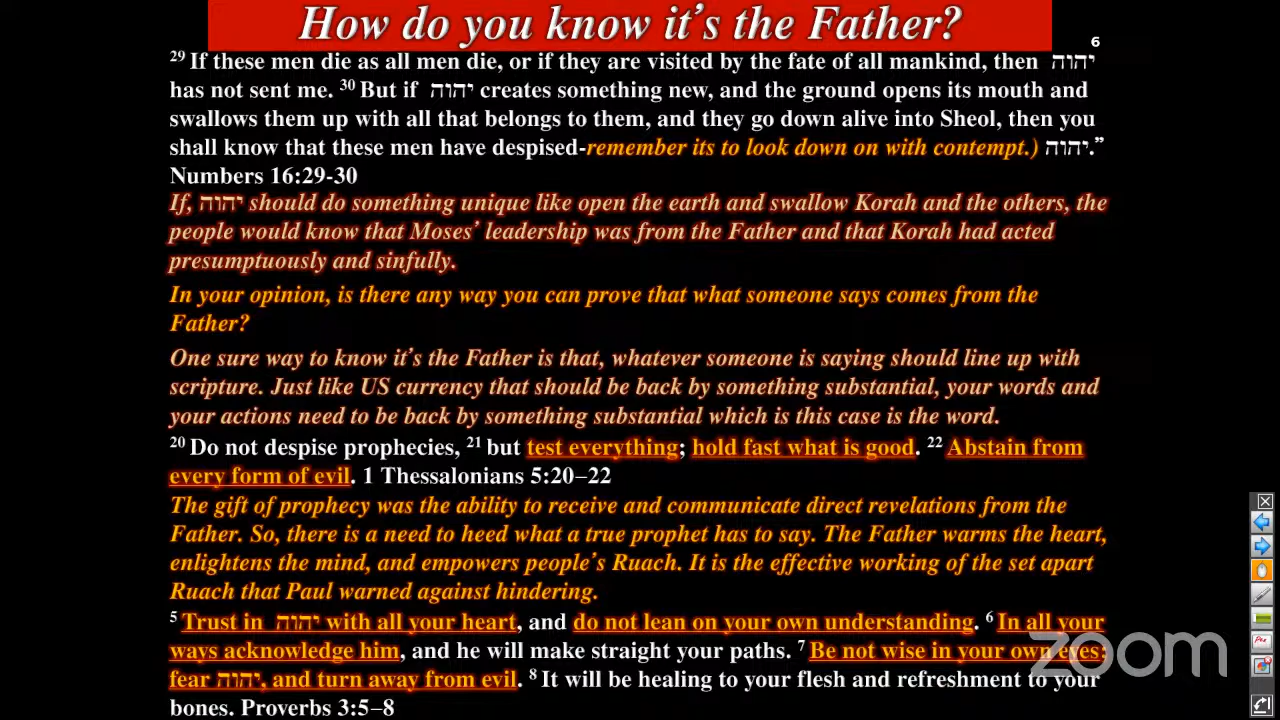 How do you know it's the Father?
6
29 If these men die as all men die, or if they are visited by the fate of all mankind, then יהוה
has not sent me. 30 But if יהוה creates something new, and the ground opens its mouth and
swallows them up with all that belongs to them, and they go down alive into Sheol, then you
shall know that these men have despised-remember its to look down on with contempt.) יהוה."
Numbers 16:29-30
If, יהוה should do something unique like open the earth and swallow Korah and the others, the
people would know that Moses' leadership was from the Father and that Korah had acted
presumptuously and sinfully.
In your opinion, is there any way you can prove that what someone says comes from the
Father?
One sure way to know it's the Father is that, whatever someone is saying should line up with
scripture. Just like US currency that should be back by something substantial, your words and
your actions need to be back by something substantial which is this case is the word.
20 Do not despise prophecies, 21 but test everything; hold fast what is good. 22 Abstain from
every form of evil. 1 Thessalonians 5:20–22
The gift of prophecy was the ability to receive and communicate direct revelations from the
Father. So, there is a need to heed what a true prophet has to say. The Father warms the heart,
enlightens the mind, and empowers people's Ruach. It is the effective working of the set apart
Ruach that Paul warned against hindering.
5 Trust in יהוה with all your heart, and do not lean on your own understanding. 6 In all your
ways acknowledge him, and he will make straight your paths. 7 Be not wise in your own eyes;
fear יהוה, and turn away from evil. 8 It will be healing to your flesh and refreshment to your
bones. Proverbs 3:5–8
zoom